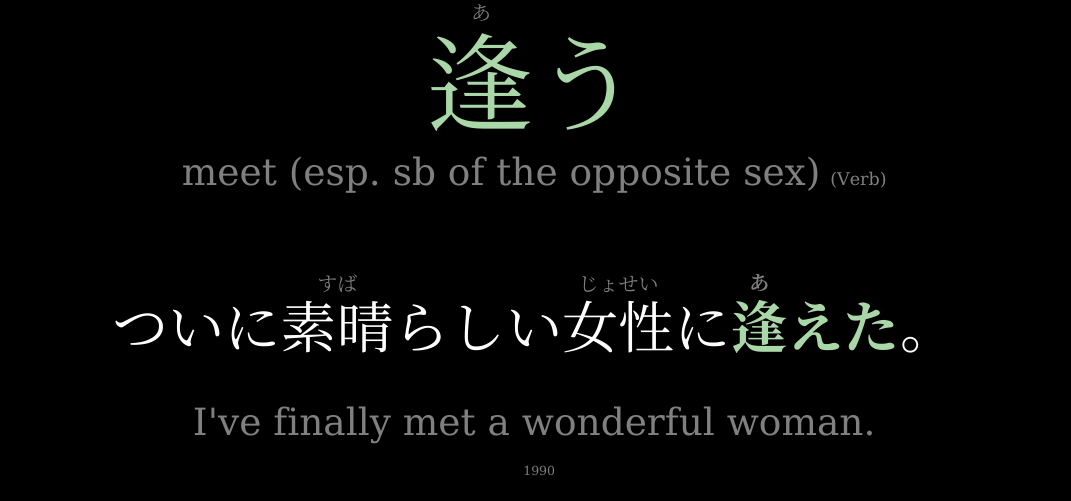 あ
逢う
meet (esp. sb of the opposite sex) (Verb)
すば じょせい あ
ついに素晴らしい女性に逢えた。
I've finally met a wonderful woman.
1990